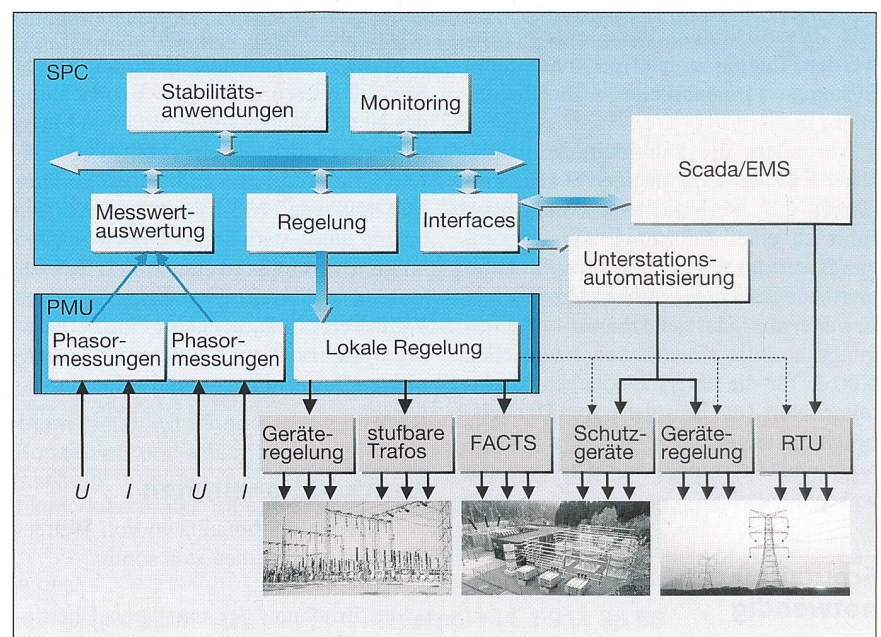 SPC
Stabilitäts-
anwendungen
Monitoring
Scada/EMS
Messwert-
auswertung
Regelung
Interfaces
Unterstations-
automatisierung
PMU
Phasor-
messungen
Phasor-
messungen
Lokale Regelung
Geräte-
regelung
stufbare
Trafos
FACTS
Schutz-
geräte
Geräte-
regelung
RTU
U I U I